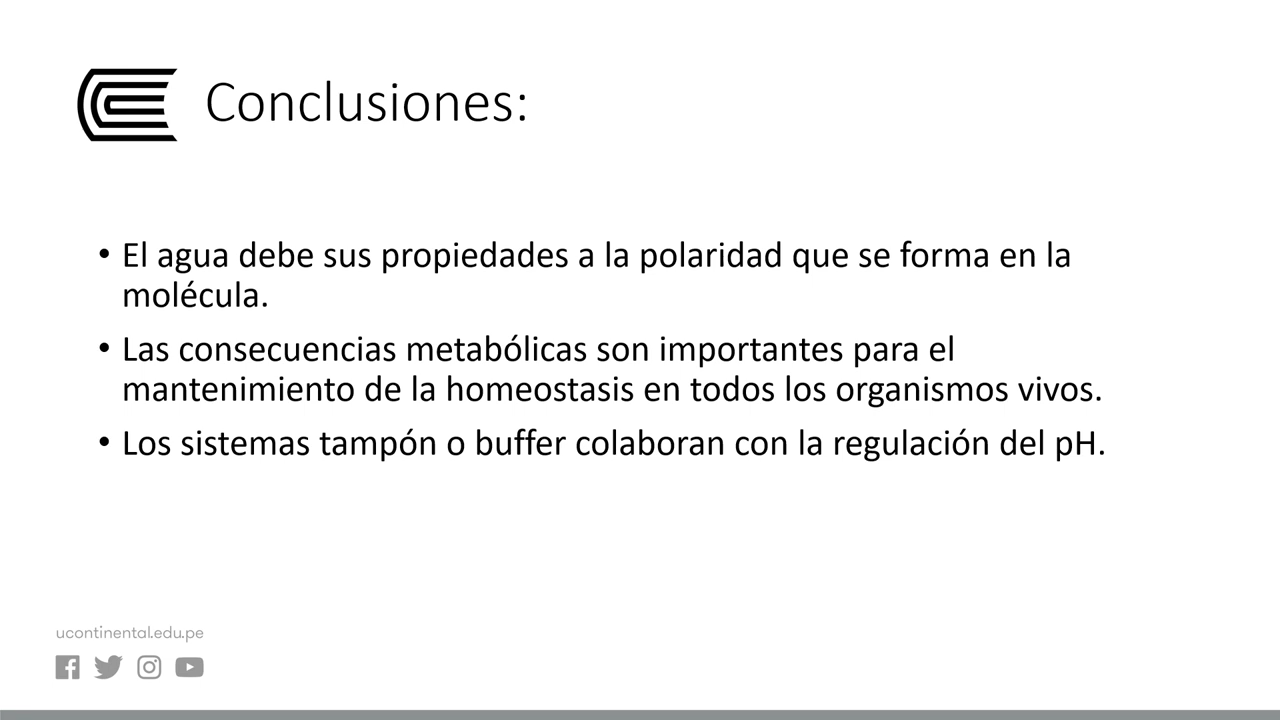 Conclusiones:
• El agua debe sus propiedades a la polaridad que se forma en la
molécula.
• Las consecuencias metabólicas son importantes para el
mantenimiento de la homeostasis en todos los organismos vivos.
• Los sistemas tampón o buffer colaboran con la regulación del pH.
ucontinental.edu.pe